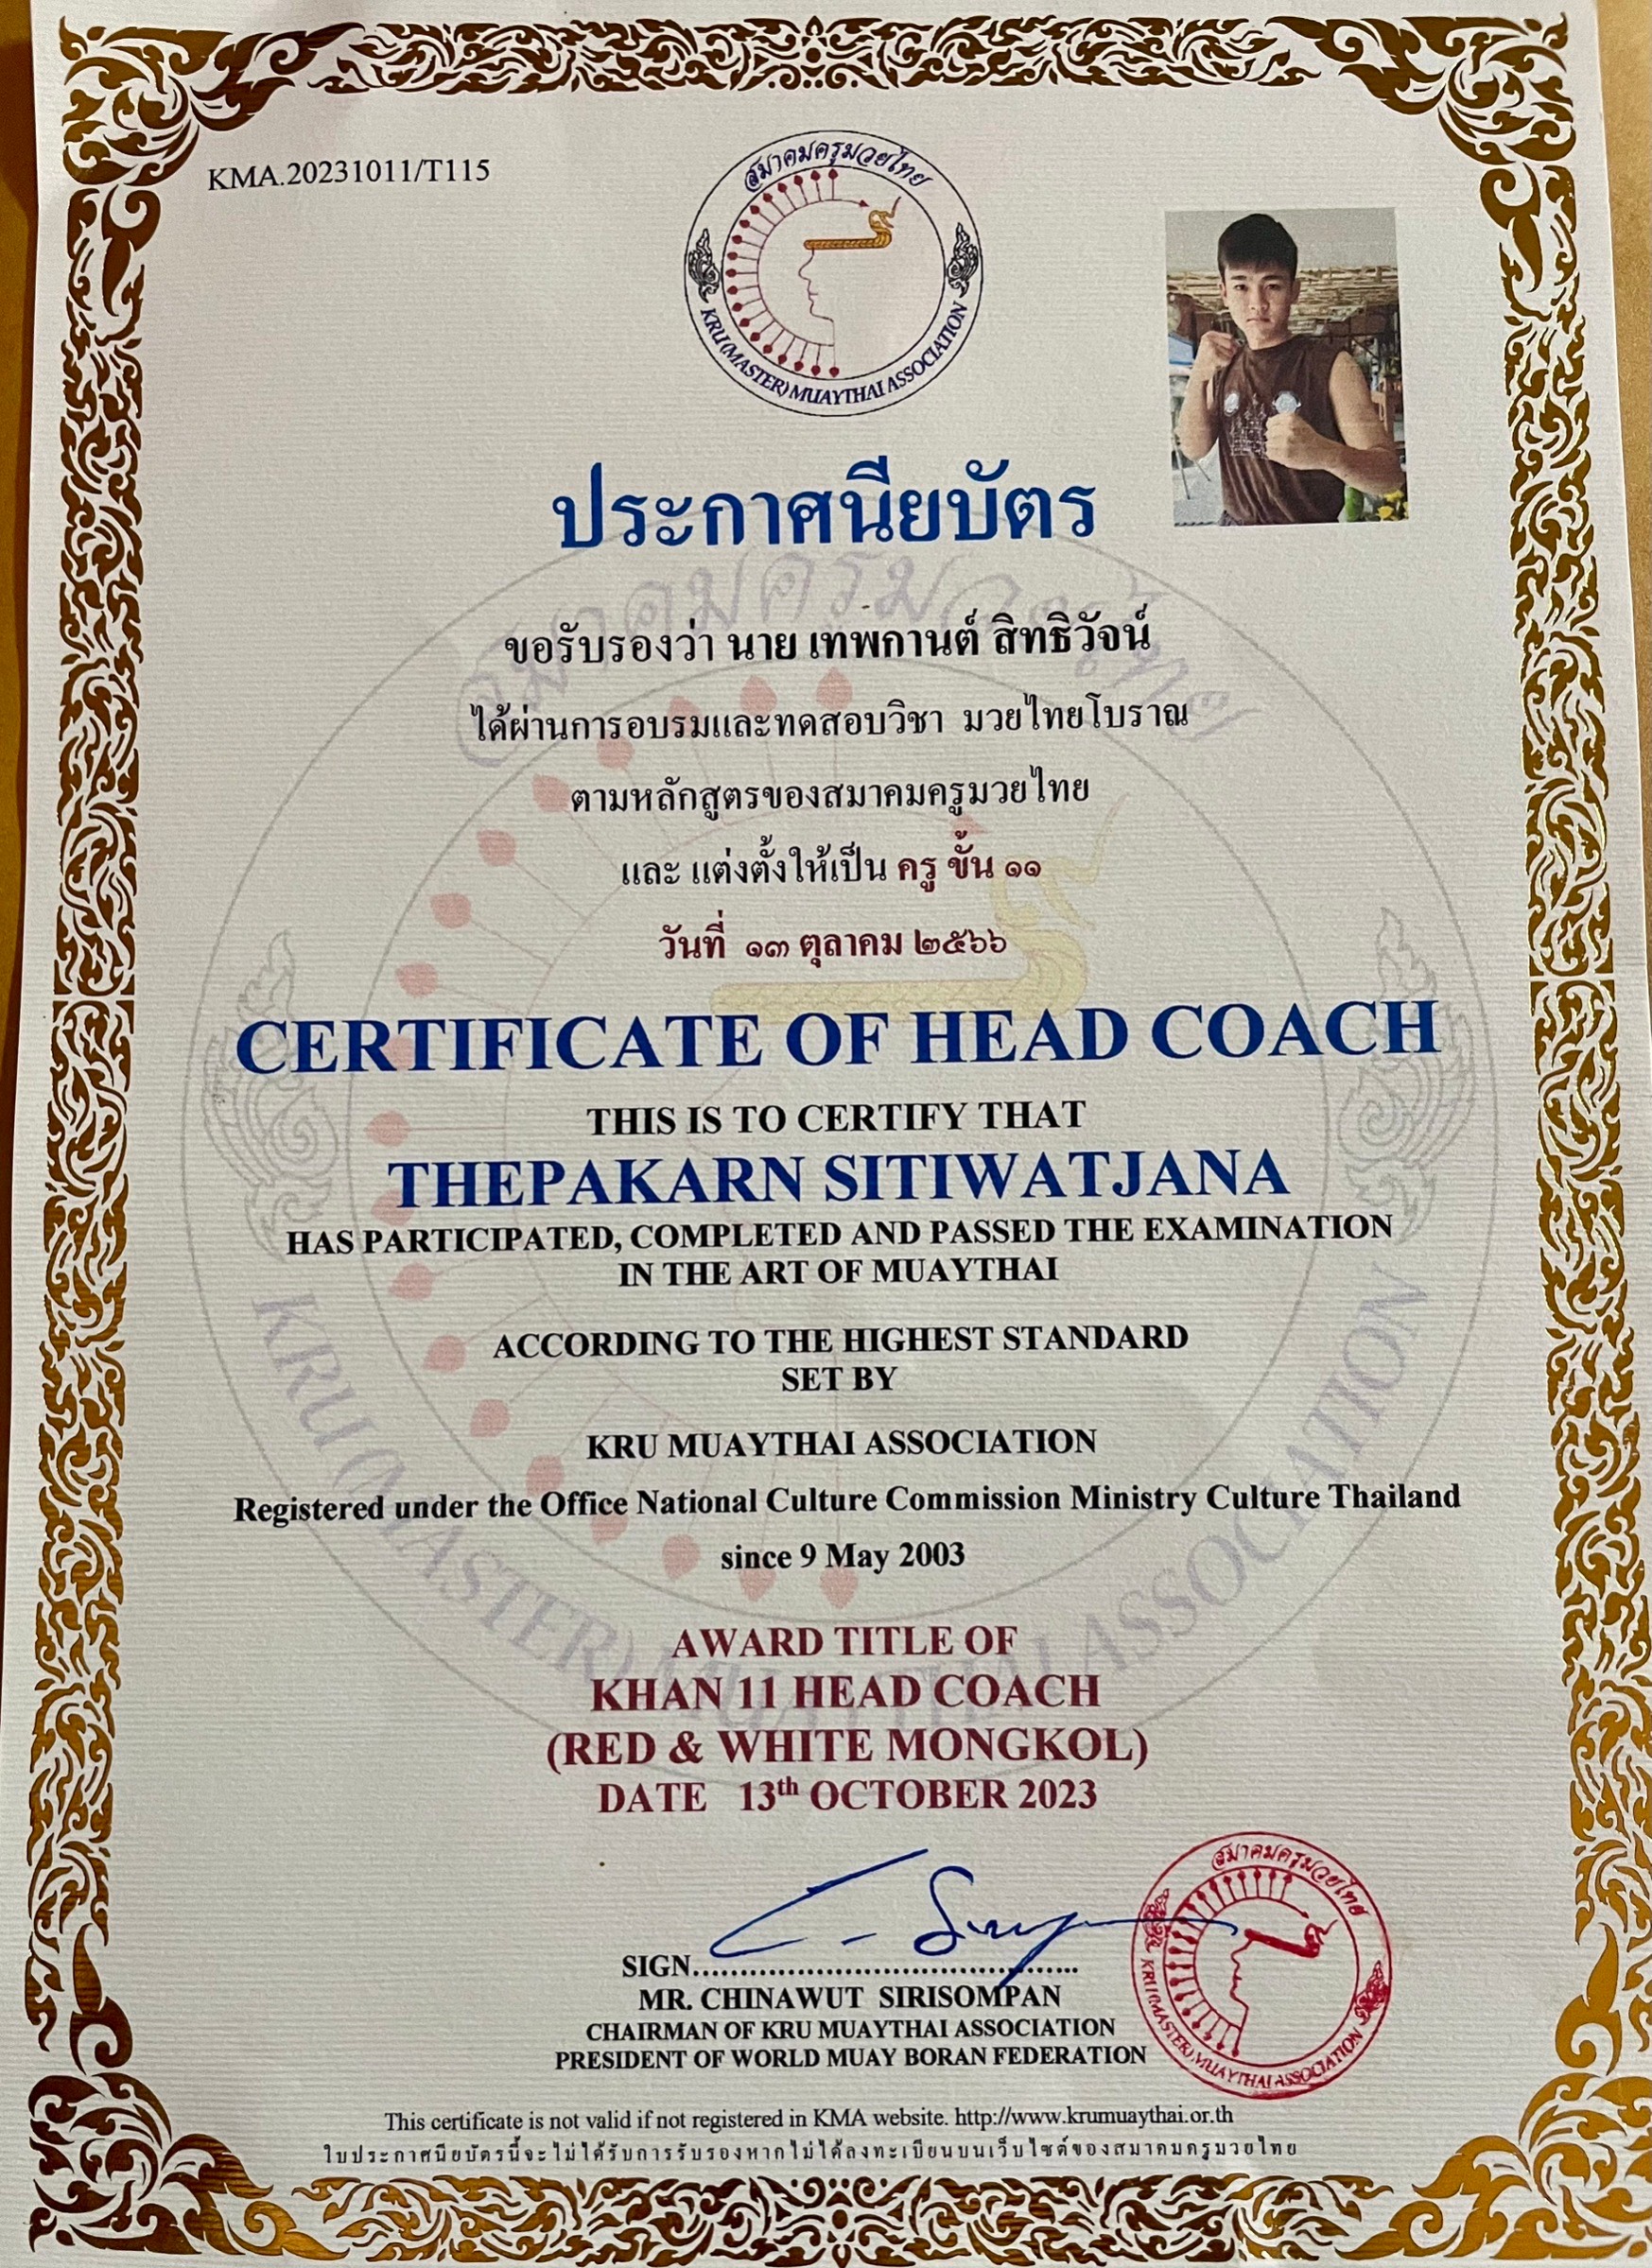 KMA.20231011/T115
สมาคมครูมวยไทย
KRU (MASTER) MUAYTHAI ASSOCIATION
ประกาศนียบัตร
ขอรับรองว่า นาย เทพกานต์ สิทธิวัจน์
ได้ผ่านการอบรมและทดสอบวิชา มวยไทยโบราณ
ตามหลักสูตรของสมาคมครูมวยไทย
และ แต่งตั้งให้เป็น ครู ขั้น ๑๑
วันที่ ๑๓ ตุลาคม ๒๕๖๖
CERTIFICATE OF HEAD COACH
THIS IS TO CERTIFY THAT
THEPAKARN SITIWATJANA
HAS PARTICIPATED, COMPLETED AND PASSED THE EXAMINATION
IN THE ART OF MUAYTHAI
ACCORDING TO THE HIGHEST STANDARD
SET BY
KRU MUAYTHAI ASSOCIATION
Registered under the Office National Culture Commission Ministry Culture Thailand
since 9 May 2003
สมาคมครูมวยไทย
KRU (MASTER) MUAYTHAI ASSOCIATION
AWARD TITLE OF
KHAN 11 HEAD COACH
(RED & WHITE MONGKOL)
DATE 13th OCTOBER 2023
SIGN..............................................
MR. CHINAWUT SIRISOMPAN
CHAIRMAN OF KRU MUAYTHAI ASSOCIATION
PRESIDENT OF WORLD MUAY BORAN FEDERATION
สมาคมครูมวยไทย
KRU (MASTER) MUAYTHAI ASSOCIATION
This certificate is not valid if not registered in KMA website. http://www.krumuaythai.or.th
ใบประกาศนียบัตรนี้จะไม่ได้รับการรับรองหากไม่ได้ลงทะเบียนบนเว็บไซต์ของสมาคมครูมวยไทย